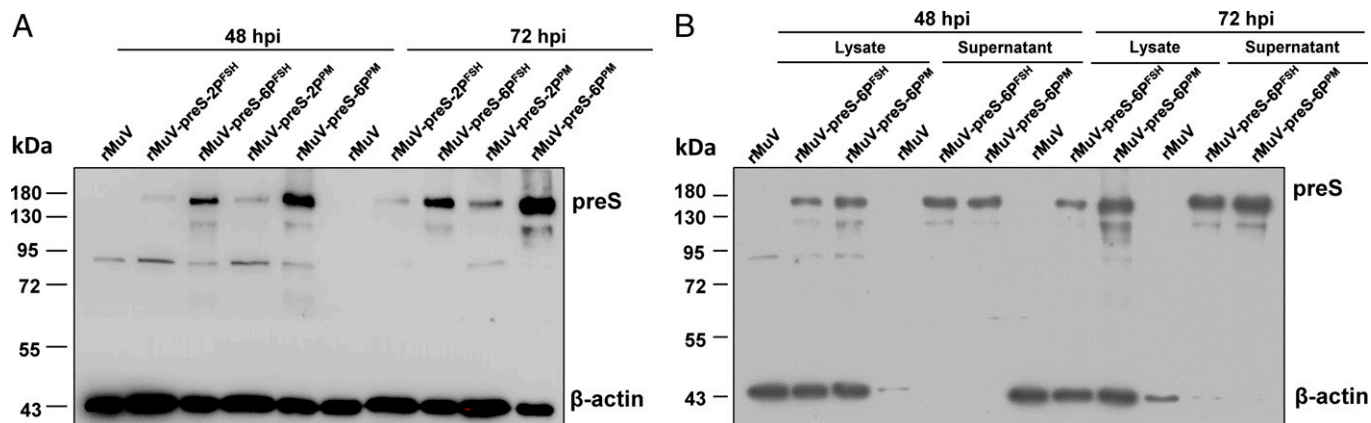 A
48 hpi
72 hpi
rMuV
rMuV-preS-2Pᶠˢᴴ
rMuV-preS-6Pᶠˢᴴ
rMuV-preS-2Pᴾᴹ
rMuV-preS-6Pᴾᴹ
rMuV
rMuV-preS-2Pᶠˢᴴ
rMuV-preS-6Pᶠˢᴴ
rMuV-preS-2Pᴾᴹ
rMuV-preS-6Pᴾᴹ
kDa
180
130
95
72
55
43
preS
β-actin
B
48 hpi
72 hpi
Lysate
Supernatant
Lysate
Supernatant
rMuV
rMuV-preS-6Pᶠˢᴴ
rMuV-preS-6Pᴾᴹ
rMuV
rMuV-preS-6Pᶠˢᴴ
rMuV-preS-6Pᴾᴹ
rMuV
rMuV-preS-6Pᶠˢᴴ
rMuV-preS-6Pᴾᴹ
rMuV
rMuV-preS-6Pᶠˢᴴ
rMuV-preS-6Pᴾᴹ
kDa
180
130
95
72
55
43
preS
β-actin